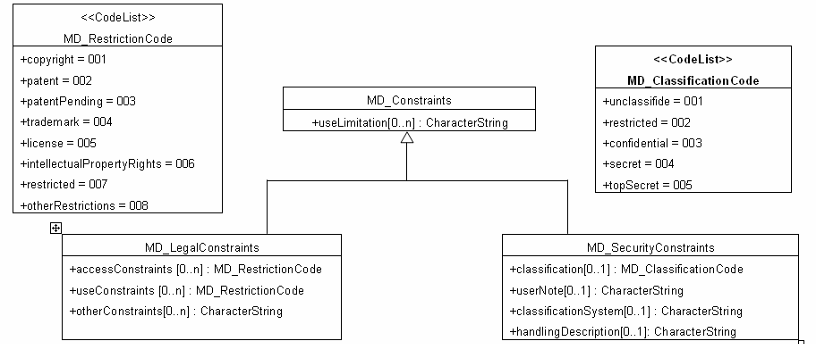 <<CodeList>>
MD_RestrictionCode
+copyright = 001
+patent = 002
+patentPending = 003
+trademark = 004
+license = 005
+intellectualPropertyRights = 006
+restricted = 007
+otherRestrictions = 008
MD_Constraints
+useLimitation[0..n] : CharacterString
<<CodeList>>
MD_ClassificationCode
+unclassifide = 001
+restricted = 002
+confidential = 003
+secret = 004
+topSecret = 005
MD_LegalConstraints
+accessConstraints [0..n] : MD_RestrictionCode
+useConstraints [0..n] : MD_RestrictionCode
+otherConstraints[0..n] : CharacterString
MD_SecurityConstraints
+classification[0..1] : MD_ClassificationCode
+userNote[0..1] : CharacterString
+classificationSystem[0..1] : CharacterString
+handlingDescription[0..1]: CharacterString